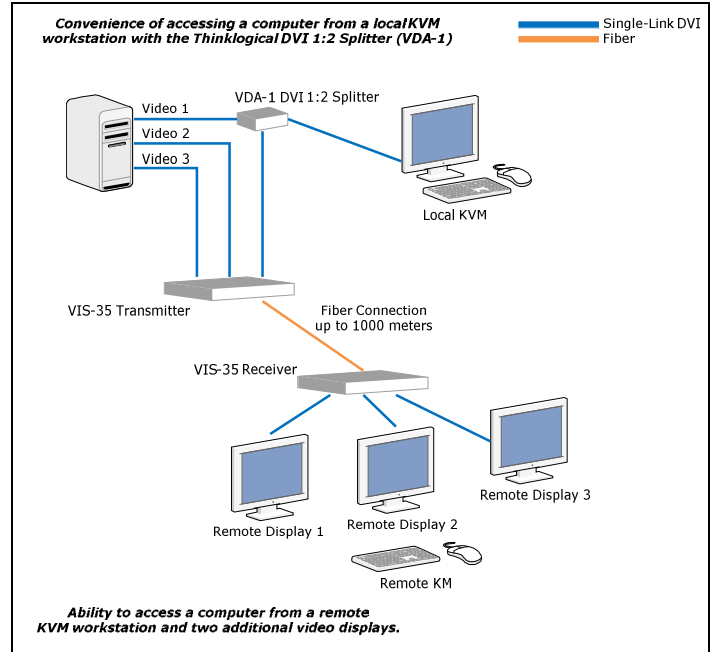 Convenience of accessing a computer from a local KVM
workstation with the Thinklogical DVI 1:2 Splitter (VDA-1)
Single-Link DVI
Fiber
VDA-1 DVI 1:2 Splitter
Video 1
Video 2
Video 3
Local KVM
VIS-35 Transmitter
Fiber Connection
up to 1000 meters
VIS-35 Receiver
Remote Display 1
Remote Display 2
Remote Display 3
Remote KM
Ability to access a computer from a remote
KVM workstation and two additional video displays.